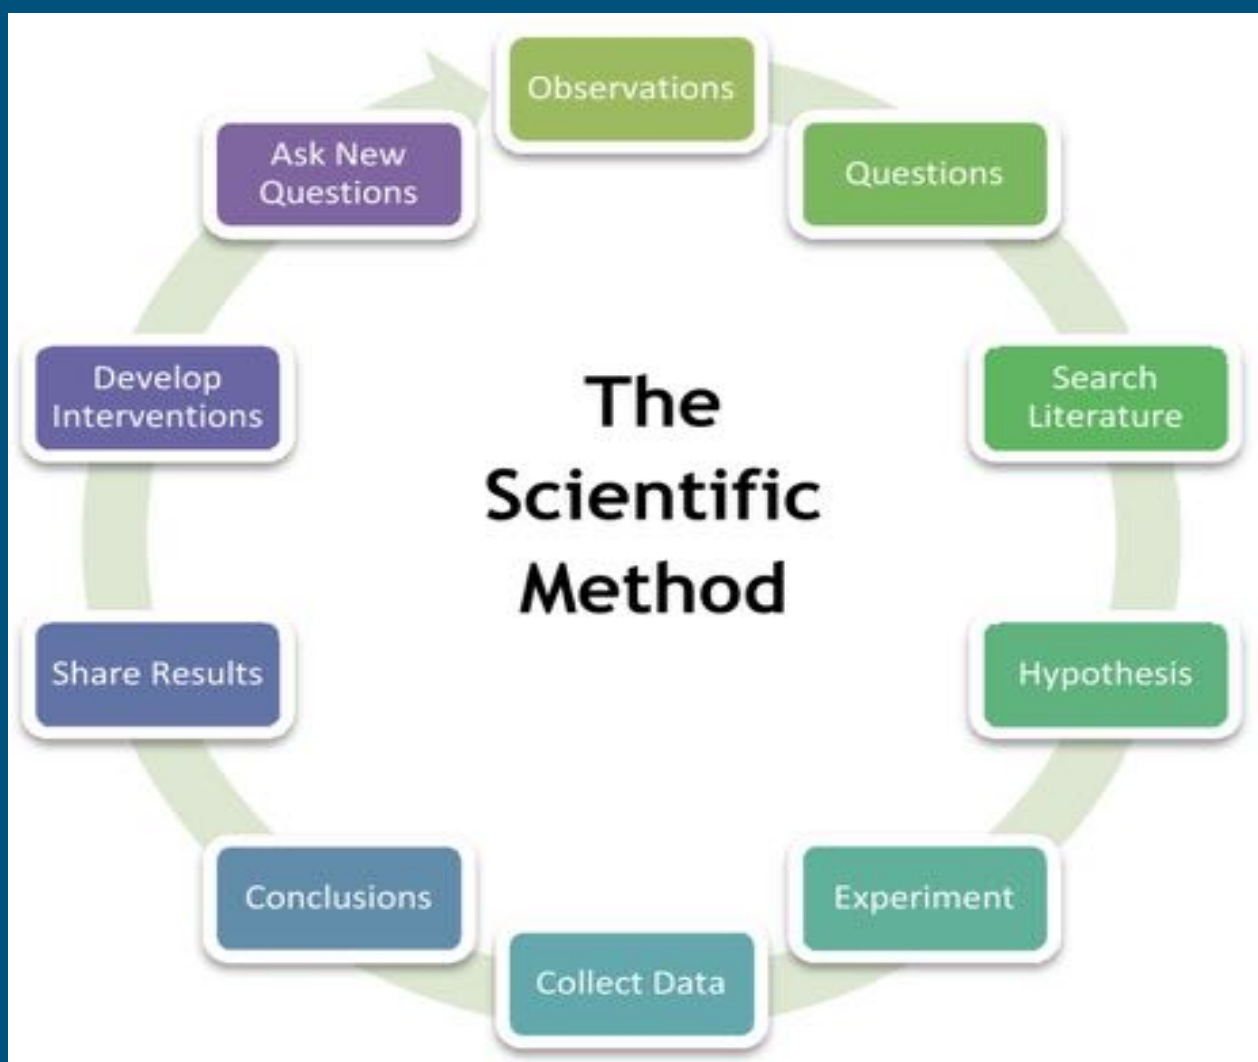 Observations
Questions
Search
Literature
Hypothesis
Experiment
Collect Data
Conclusions
Share Results
Develop
Interventions
Ask New
Questions
The
Scientific
Method